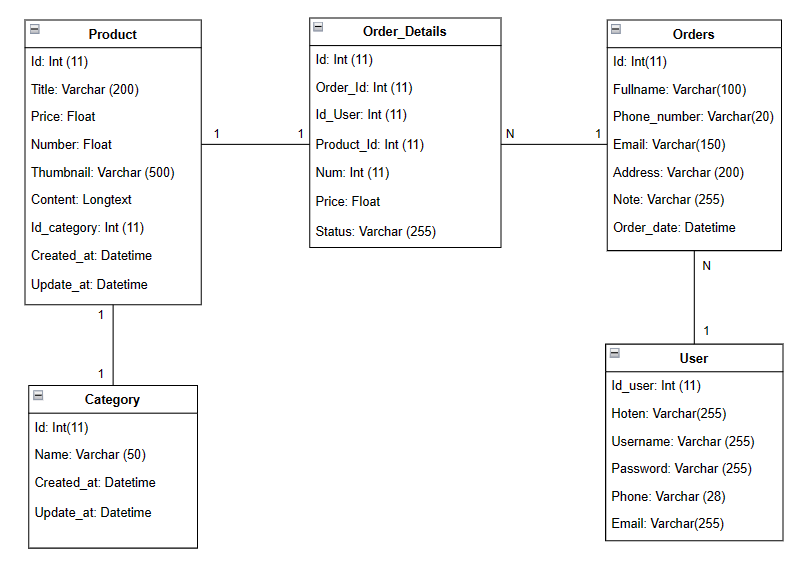 Product
Id: Int (11)
Title: Varchar (200)
Price: Float
Number: Float
Thumbnail: Varchar (500)
Content: Longtext
Id_category: Int (11)
Created_at: Datetime
Update_at: Datetime
1
1
Order_Details
Id: Int (11)
Order_Id: Int (11)
Id_User: Int (11)
Product_Id: Int (11)
Num: Int (11)
Price: Float
Status: Varchar (255)
N
1
Orders
Id: Int(11)
Fullname: Varchar(100)
Phone_number: Varchar(20)
Email: Varchar(150)
Address: Varchar (200)
Note: Varchar (255)
Order_date: Datetime
1
1
Category
Id: Int(11)
Name: Varchar (50)
Created_at: Datetime
Update_at: Datetime
N
1
User
Id_user: Int (11)
Hoten: Varchar(255)
Username: Varchar (255)
Password: Varchar (255)
Phone: Varchar (28)
Email: Varchar(255)